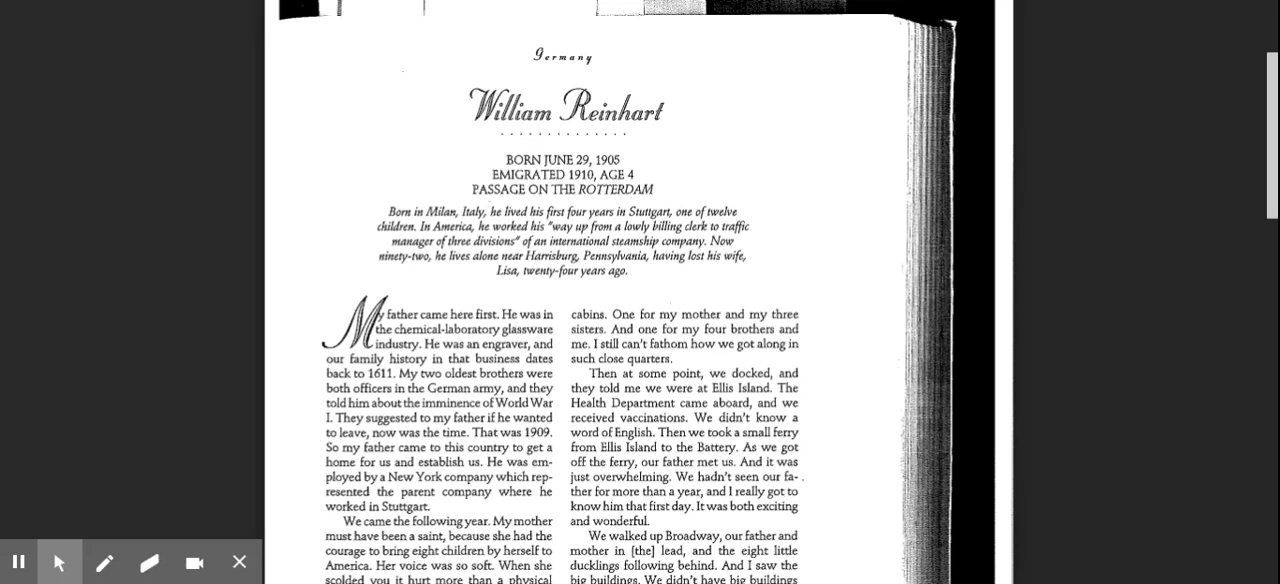 Germany
William Reinhart
BORN JUNE 29, 1905
EMIGRATED 1910, AGE 4
PASSAGE ON THE ROTTERDAM
Born in Milan, Italy, he lived his first four years in Stuttgart, one of twelve
children. In America, he worked his "way up from a lowly billing clerk to traffic
manager of three divisions" of an international steamship company. Now
ninety-two, he lives alone near Harrisburg, Pennsylvania, having lost his wife,
Lisa, twenty-four years ago.
My father came here first. He was in
the chemical-laboratory glassware
industry. He was an engraver, and
our family history in that business dates
back to 1611. My two oldest brothers were
both officers in the German army, and they
told him about the imminence of World War
I. They suggested to my father if he wanted
to leave, now was the time. That was 1909.
So my father came to this country to get a
home for us and establish us. He was em-
ployed by a New York company which rep-
resented the parent company where he
worked in Stuttgart.
We came the following year. My mother
must have been a saint, because she had the
courage to bring eight children by herself to
America. Her voice was so soft. When she
scolded you it hurt more than a physical
cabins. One for my mother and my three
sisters. And one for my four brothers and
me. I still can't fathom how we got along in
such close quarters.
Then at some point, we docked, and
they told me we were at Ellis Island. The
Health Department came aboard, and we
received vaccinations. We didn't know a
word of English. Then we took a small ferry
from Ellis Island to the Battery. As we got
off the ferry, our father met us. And it was
just overwhelming. We hadn't seen our fa-
ther for more than a year, and I really got to
know him that first day. It was both exciting
and wonderful.
We walked up Broadway, our father and
mother in [the] lead, and the eight little
ducklings following behind. And I saw the
big buildings. We didn't have big buildings